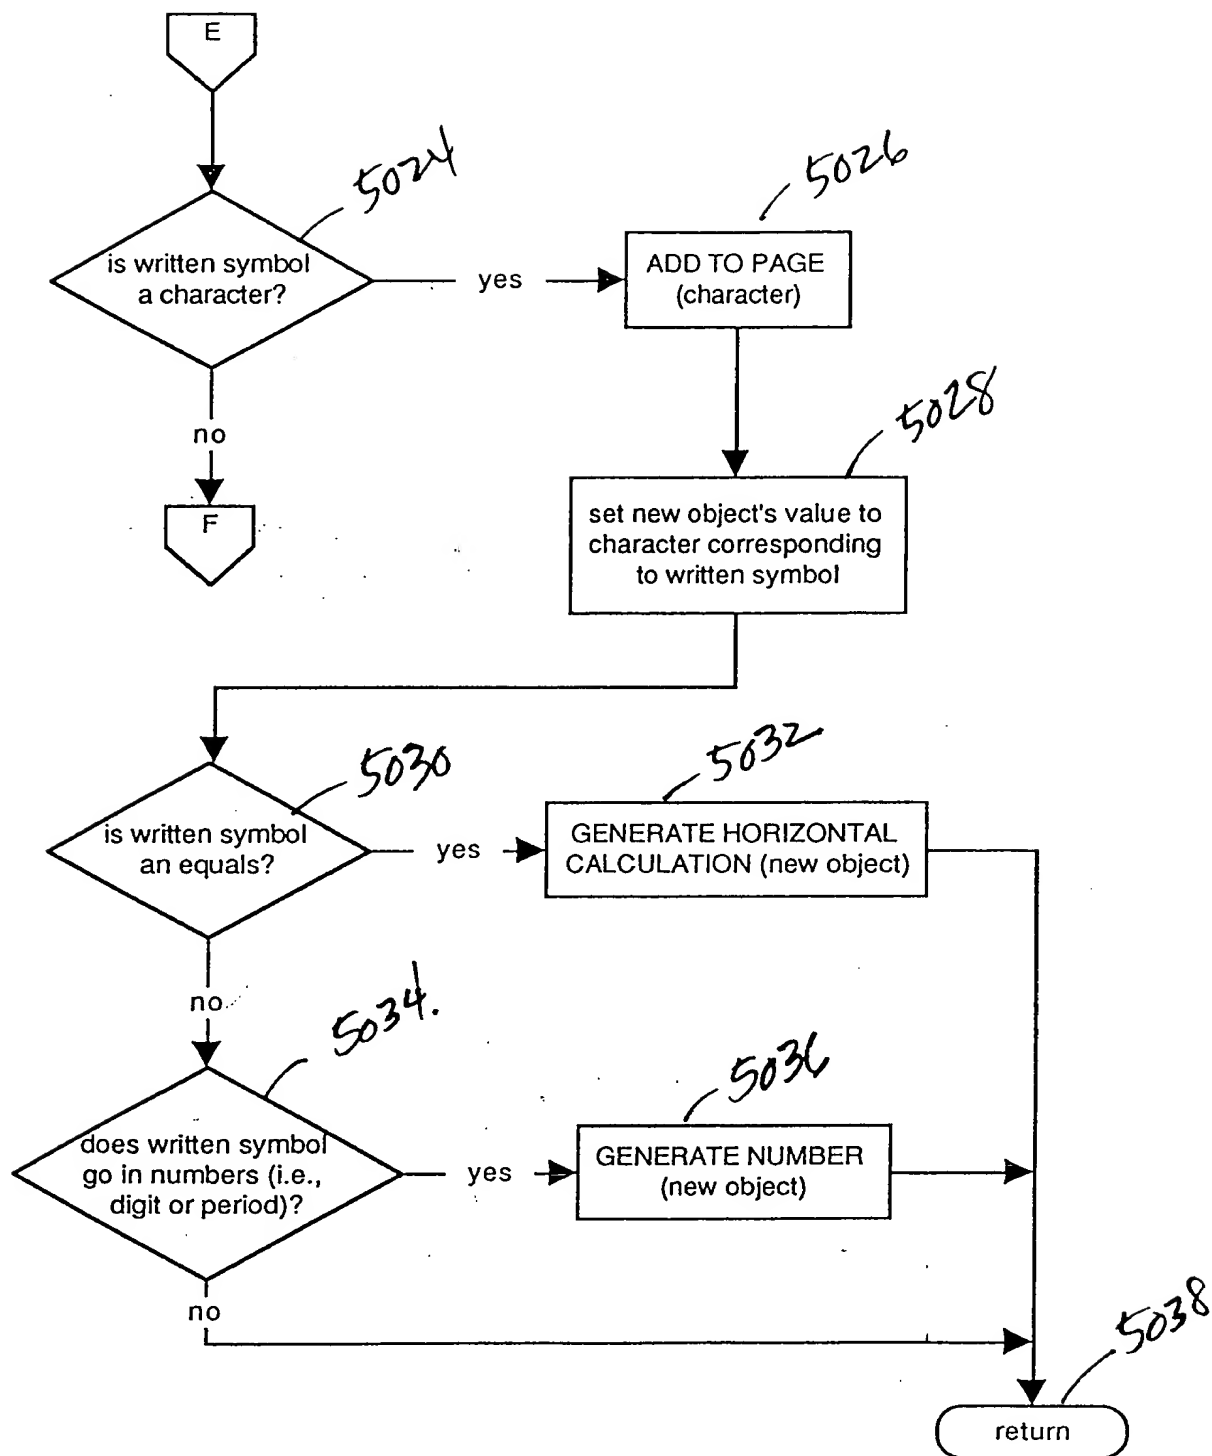 E
5024
is written symbol
a character?
yes
5026
ADD TO PAGE
(character)
no
F
5028
set new object's value to
character corresponding
to written symbol
5030
is written symbol
an equals?
yes
5032
GENERATE HORIZONTAL
CALCULATION (new object)
no
5034.
does written symbol
go in numbers (i.e.,
digit or period)?
yes
5036
GENERATE NUMBER
(new object)
no
5038
return